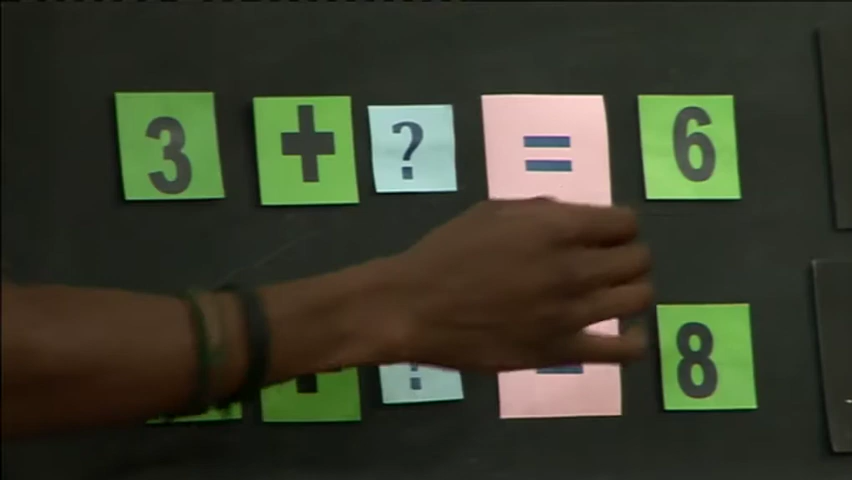 3 + ? = 6
? = 8